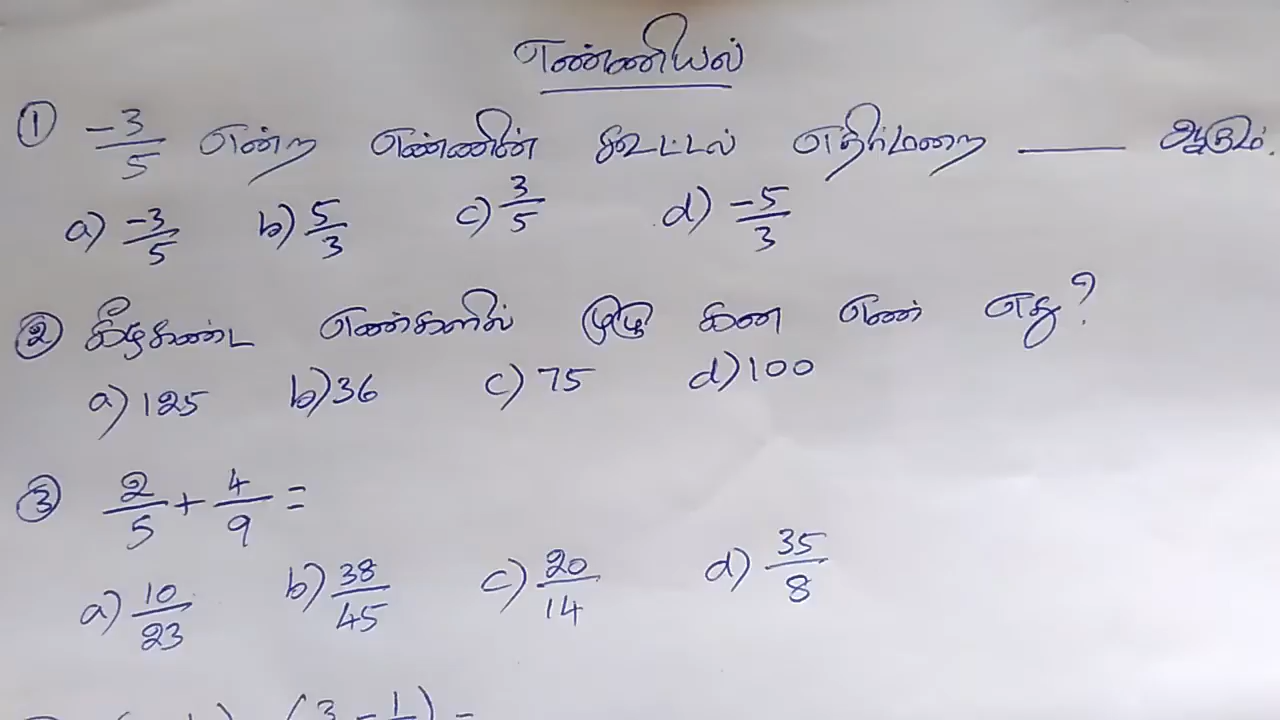 எண்ணியல்
① -3/5 என்ற எண்ணின் கூட்டல் எதிர்மறை ____ ஆகும்.
a) -3/5 b) 5/3 c) 3/5 d) -5/3
② கீழ்கண்ட எண்களில் முழு கன எண் எது?
a) 125 b) 36 c) 75 d) 100
③ 2/5 + 4/9 =
a) 10/23 b) 38/45 c) 20/14 d) 35/8